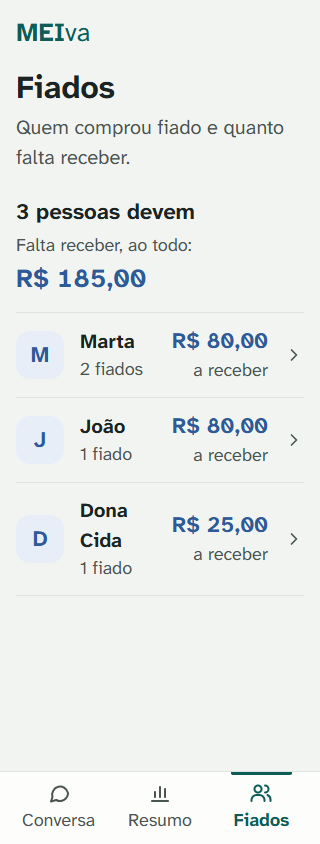 MEIva
Fiados
Quem comprou fiado e quanto
falta receber.
3 pessoas devem
Falta receber, ao todo:
R$ 185,00
M
Marta
2 fiados
R$ 80,00
a receber
J
João
1 fiado
R$ 80,00
a receber
D
Dona
Cida
1 fiado
R$ 25,00
a receber
Conversa
Resumo
Fiados